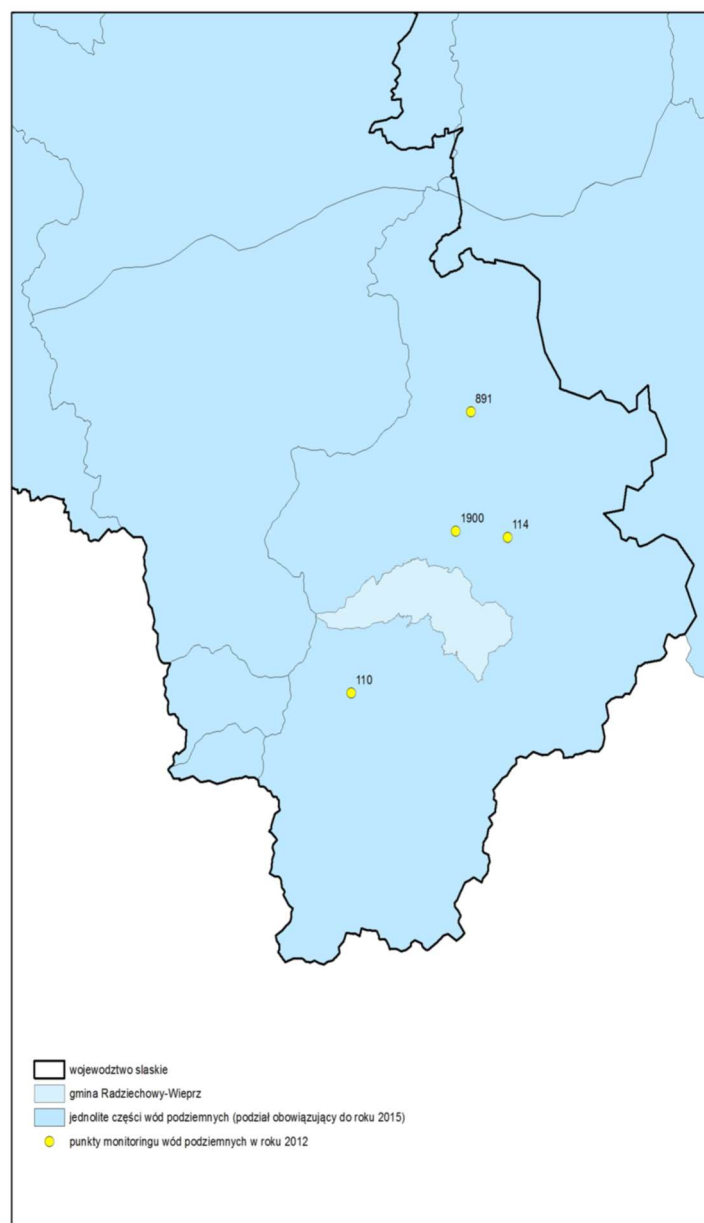 891
1900
114
110
wojewodztwo slaskie
gmina Radziechowy-Wieprz
jednolite części wód podziemnych (podział obowiązujący do roku 2015)
punkty monitoringu wód podziemnych w roku 2012